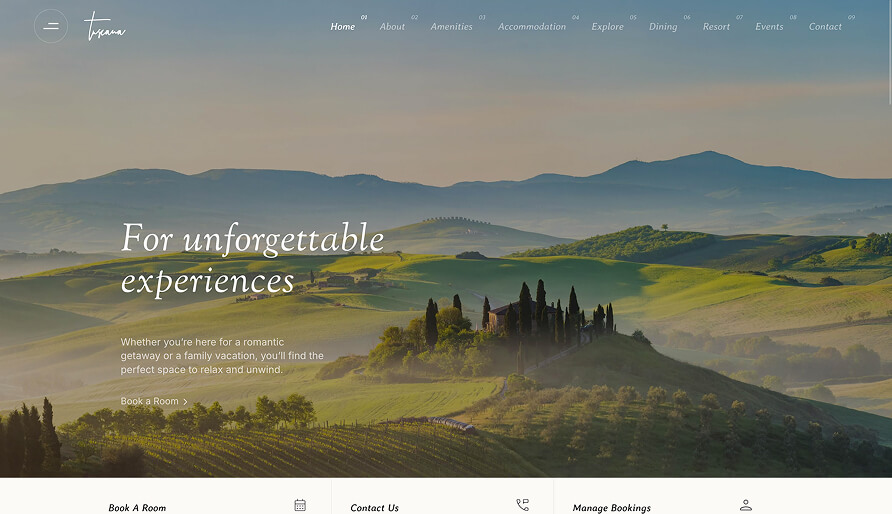 Tuscana
Home 01 About 02 Amenities 03 Accommodation 04 Explore 05 Dining 06 Resort 07 Events 08 Contact 09
For unforgettable
experiences
Whether you're here for a romantic
getaway or a family vacation, you'll find the
perfect space to relax and unwind.
Book a Room
Book A Room
Contact Us
Manage Bookings